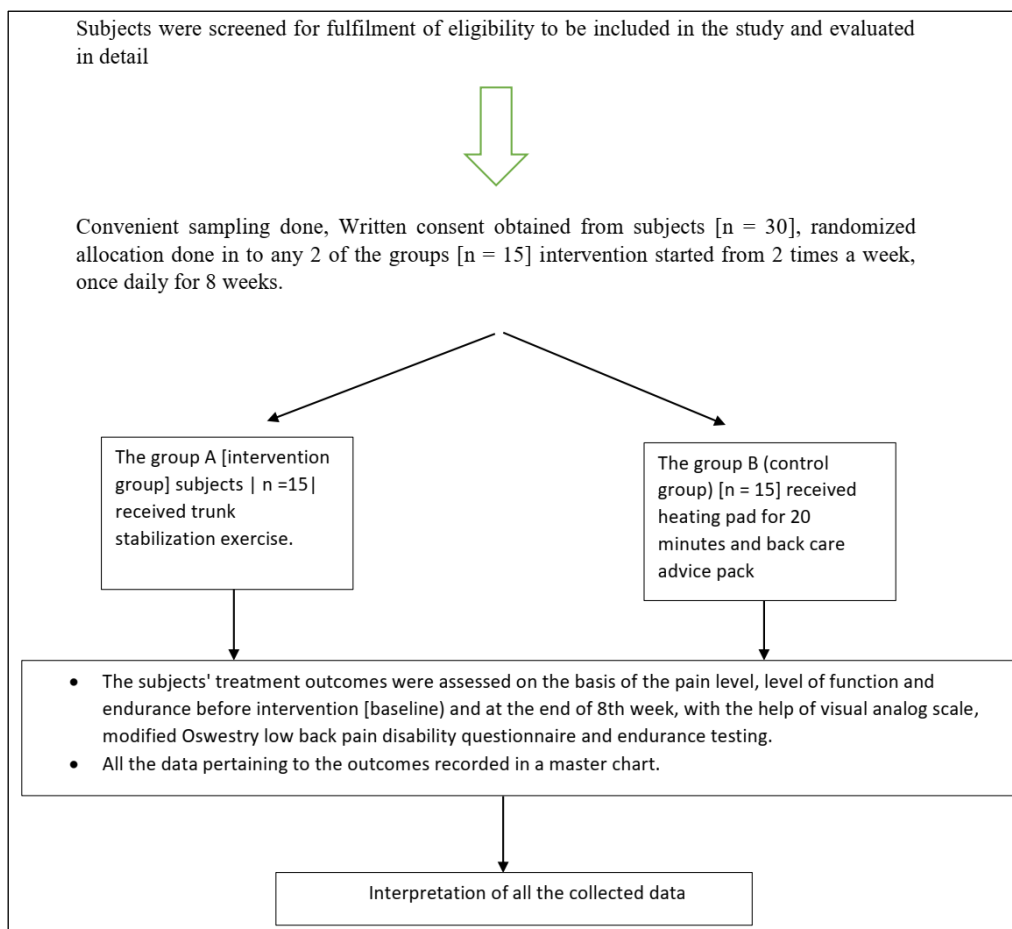 Subjects were screened for fulfilment of eligibility to be included in the study and evaluated
in detail
Convenient sampling done, Written consent obtained from subjects [n = 30], randomized
allocation done in to any 2 of the groups [n = 15] intervention started from 2 times a week,
once daily for 8 weeks.
The group A [intervention
group] subjects | n =15|
received trunk
stabilization exercise.
The group B (control
group) [n = 15] received
heating pad for 20
minutes and back care
advice pack
• The subjects' treatment outcomes were assessed on the basis of the pain level, level of function and
endurance before intervention [baseline) and at the end of 8th week, with the help of visual analog scale,
modified Oswestry low back pain disability questionnaire and endurance testing.
• All the data pertaining to the outcomes recorded in a master chart.
Interpretation of all the collected data